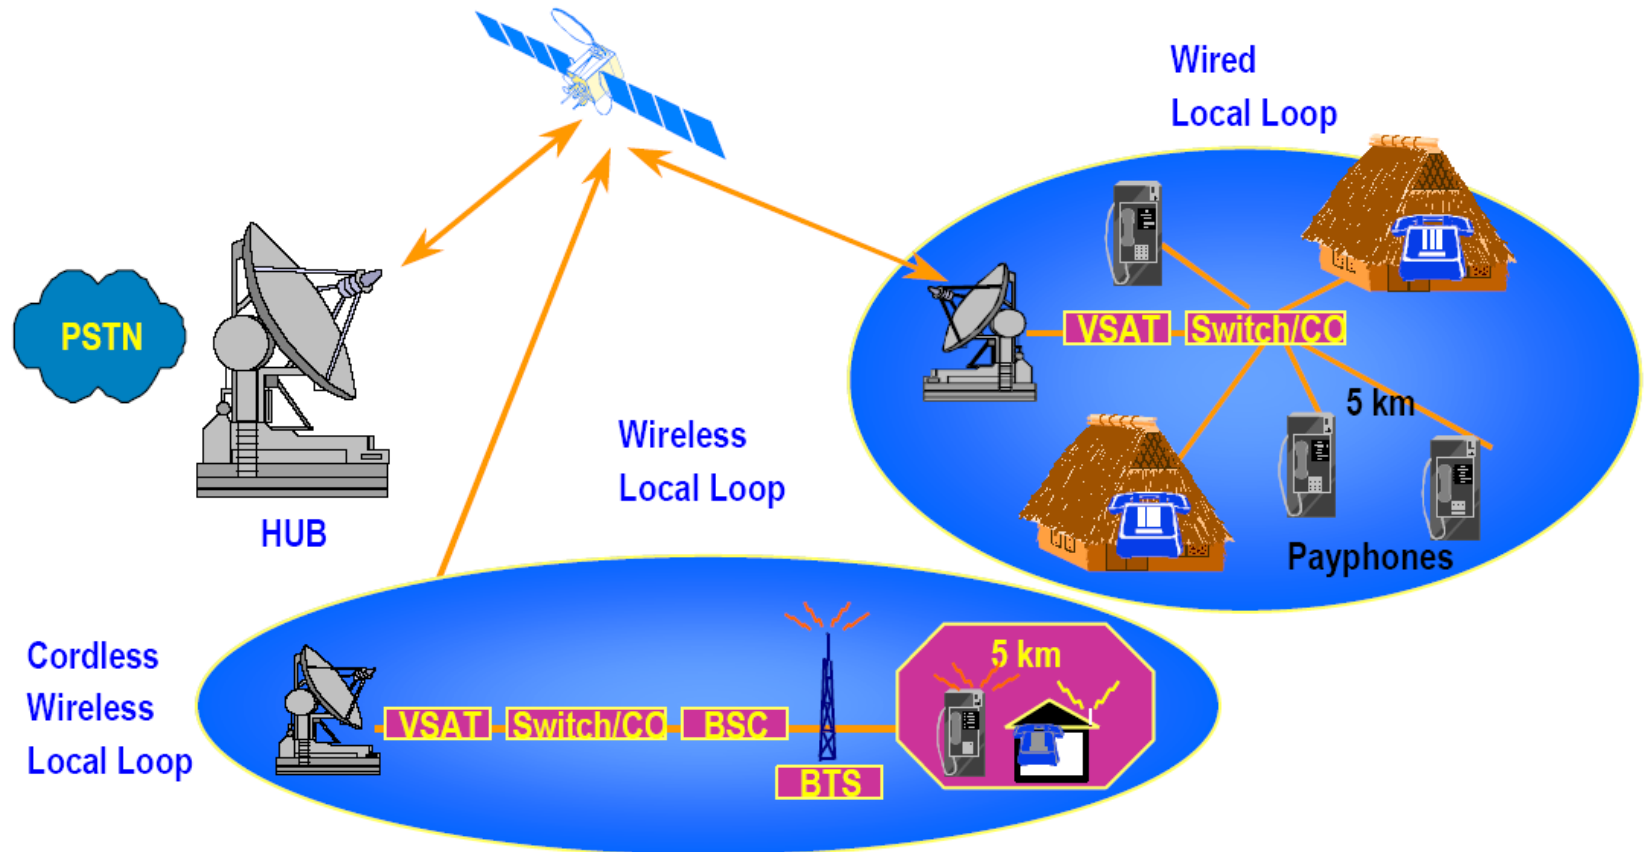 Wired
Local Loop
PSTN
HUB
VSAT
Switch/CO
5 km
Payphones
Wireless
Local Loop
Cordless
Wireless
Local Loop
VSAT
Switch/CO
BSC
BTS
5 km